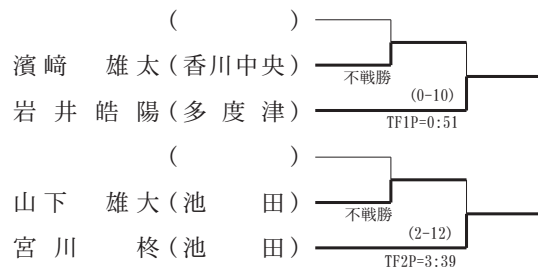 (　　　　)
濱﨑　雄太(香川中央)
不戦勝
岩井皓陽(多度津)
(0-10)
TF1P=0:51
(　　　　)
山下　雄大(池　田)
不戦勝
宮川　柊(池　田)
(2-12)
TF2P=3:39